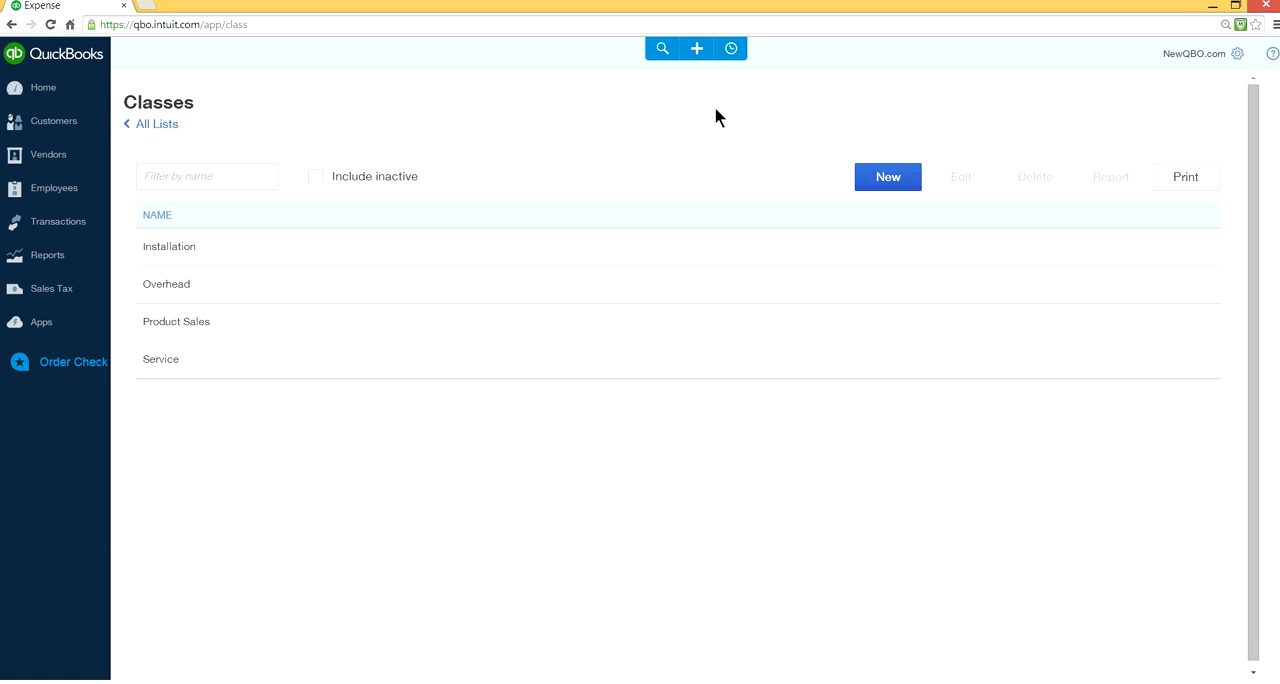 Expense
https://qbo.intuit.com/app/class
QuickBooks
NewQBO.com
Home
Customers
Vendors
Employees
Transactions
Reports
Sales Tax
Apps
Order Check
Classes
All Lists
Filter by name
Include inactive
New
Edit
Delete
Report
Print
NAME
Installation
Overhead
Product Sales
Service